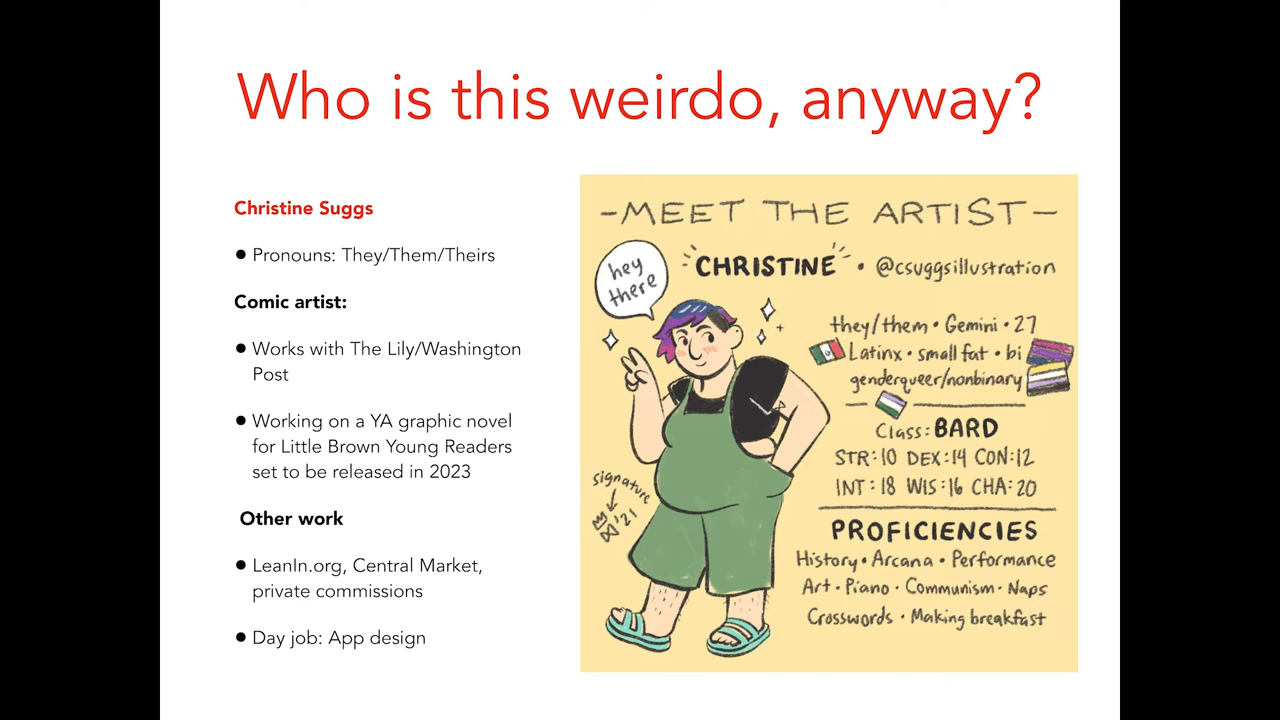 Who is this weirdo, anyway?
Christine Suggs
● Pronouns: They/Them/Theirs
Comic artist:
● Works with The Lily/Washington
Post
● Working on a YA graphic novel
for Little Brown Young Readers
set to be released in 2023
Other work
● LeanIn.org, Central Market,
private commissions
● Day job: App design
-MEET THE ARTIST-
hey
there
"CHRISTINE" • @csuggsillustration
they/them • Gemini • 27
Latinx • small fat • bi
genderqueer/nonbinary
Class: BARD
STR:10 DEX:14 CON:12
INT:18 WIS:16 CHA:20
signature
'21
PROFICIENCIES
History • Arcana • Performance
Art • Piano • Communism • Naps
Crosswords • Making breakfast